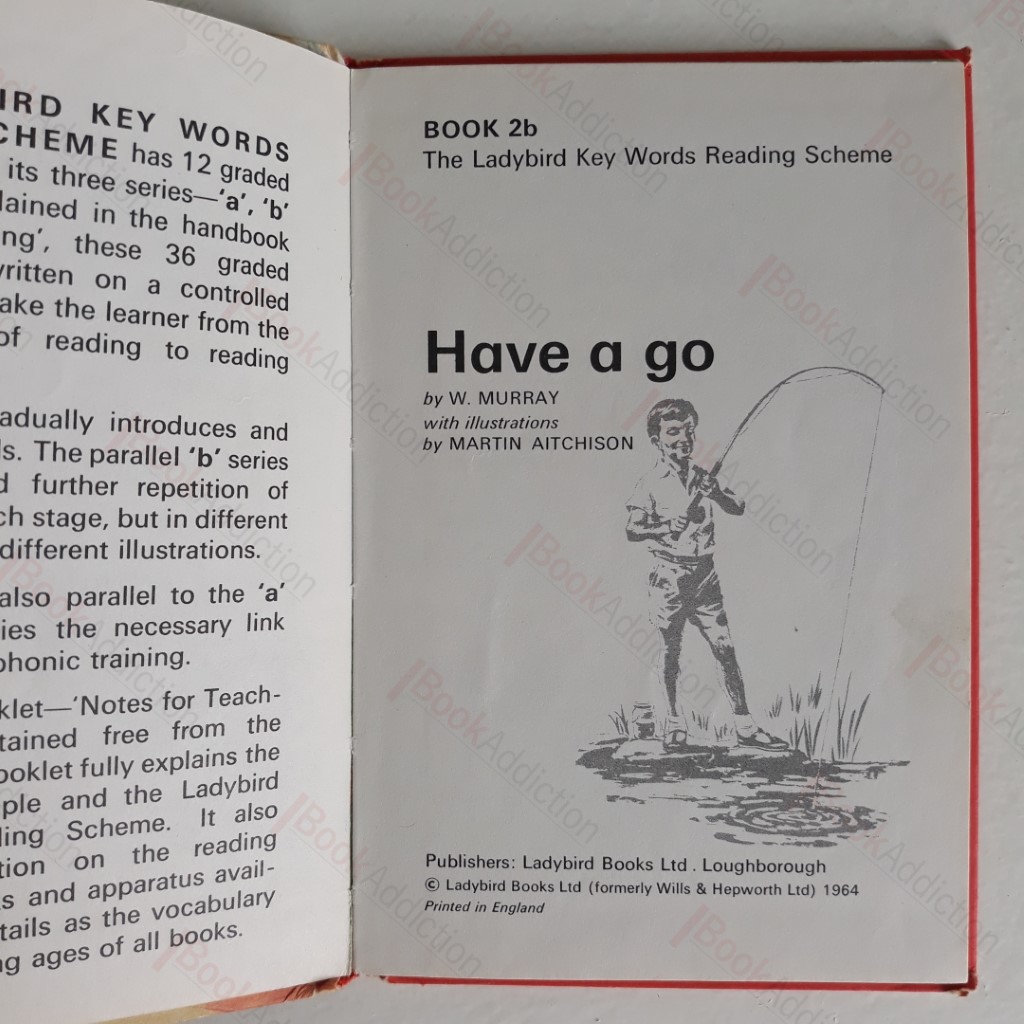 IRD KEY WORDS
CHEME has 12 graded
its three series—‘a’, ‘b’
lained in the handbook
ng’, these 36 graded
written on a controlled
ake the learner from the
of reading to reading
adually introduces and
ls. The parallel ‘b’ series
d further repetition of
ch stage, but in different
different illustrations.
also parallel to the ‘a’
ies the necessary link
phonic training.
klet—‘Notes for Teach-
tained free from the
ooklet fully explains the
ple and the Ladybird
ding Scheme. It also
tion on the reading
s and apparatus avail-
tails as the vocabulary
ng ages of all books.
BOOK 2b
The Ladybird Key Words Reading Scheme
Have a go
by W. MURRAY
with illustrations
by MARTIN AITCHISON
Publishers: Ladybird Books Ltd . Loughborough
© Ladybird Books Ltd (formerly Wills & Hepworth Ltd) 1964
Printed in England
BookAddiction